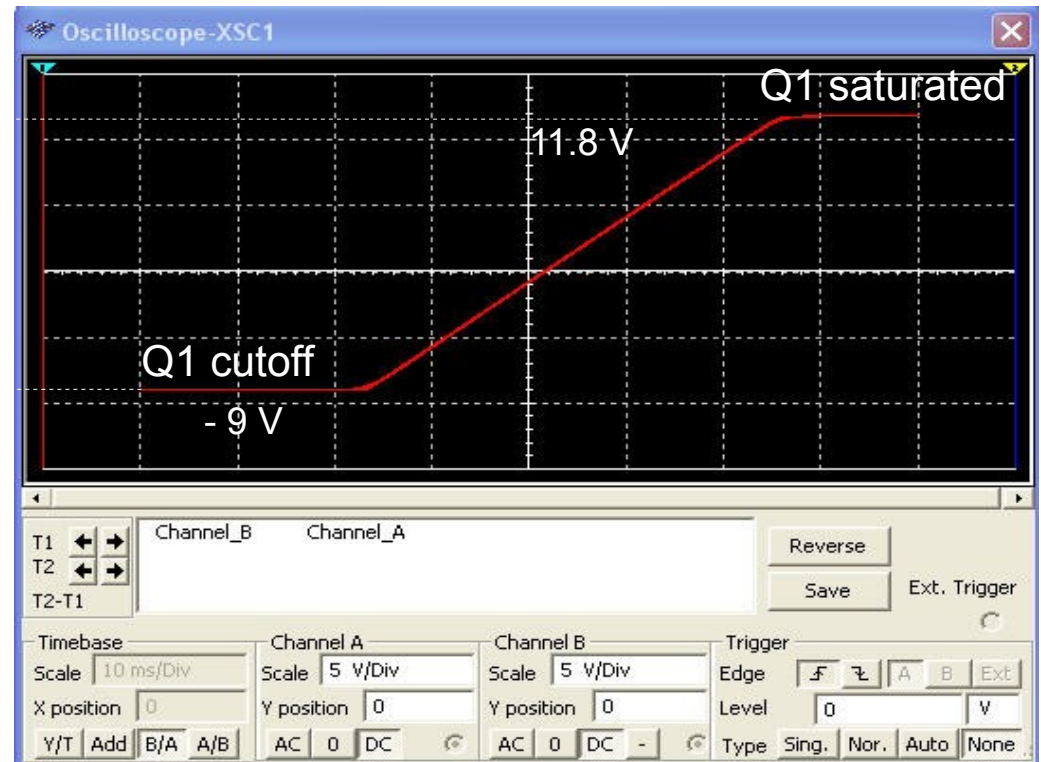 Oscilloscope-XSC1
1
2
Q1 saturated
11.8 V
Q1 cutoff
- 9 V
T1
T2
T2-T1
Channel_B Channel_A
Reverse
Save
Ext. Trigger
Timebase
Scale 10 ms/Div
X position 0
Y/T Add B/A A/B
Channel A
Scale 5 V/Div
Y position 0
AC 0 DC
Channel B
Scale 5 V/Div
Y position 0
AC 0 DC -
Trigger
Edge A B Ext
Level 0 V
Type Sing. Nor. Auto None